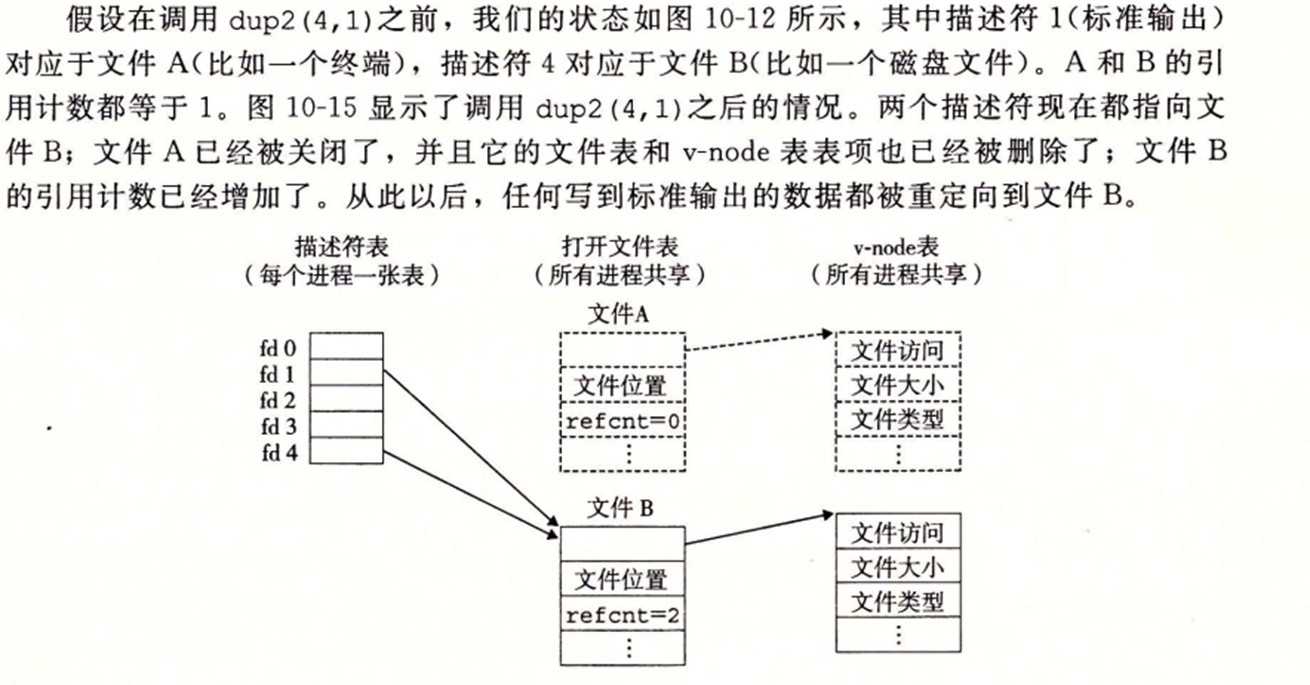 假设在调用 dup2(4,1)之前，我们的状态如图 10-12 所示，其中描述符 1(标准输出)
对应于文件 A(比如一个终端)，描述符 4 对应于文件 B(比如一个磁盘文件)。A 和 B 的引
用计数都等于 1。图 10-15 显示了调用 dup2(4,1)之后的情况。两个描述符现在都指向文
件 B；文件 A 已经被关闭了，并且它的文件表和 v-node 表表项也已经被删除了；文件 B
的引用计数已经增加了。从此以后，任何写到标准输出的数据都被重定向到文件 B。
描述符表
（每个进程一张表）
打开文件表
（所有进程共享）
v-node表
（所有进程共享）
fd 0
fd 1
fd 2
fd 3
fd 4
文件A
文件位置
refcnt=0
⋮
文件访问
文件大小
文件类型
⋮
文件 B
文件位置
refcnt=2
⋮
文件访问
文件大小
文件类型
⋮